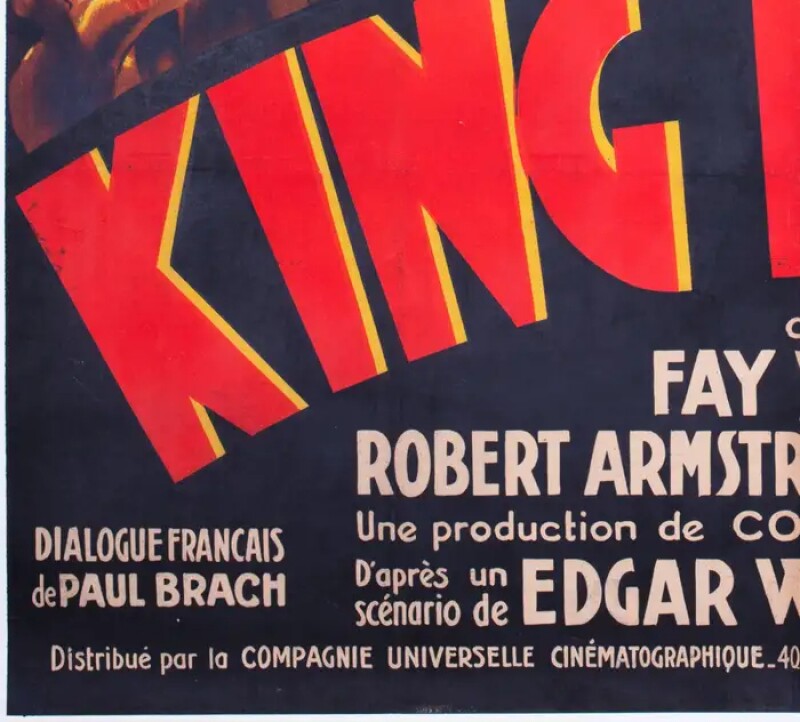 KING
FAY
ROBERT ARMSTR
Une production de CO
DIALOGUE FRANCAIS
de PAUL BRACH
D'après un
scénario de EDGAR W
Distribué par la COMPAGNIE UNIVERSELLE CINÉMATOGRAPHIQUE_40